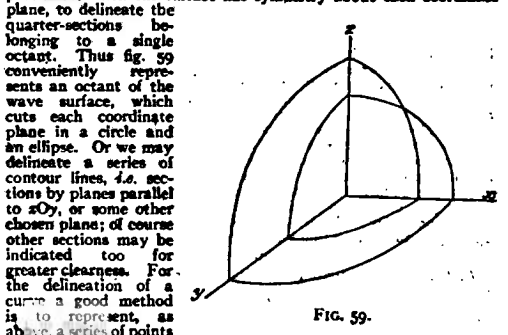 plane, to delineate the
quarter-sections be-
longing to a single
octant. Thus fig. 59
conveniently repre-
sents an octant of the
wave surface, which
cuts each coordinate
plane in a circle and
an ellipse. Or we may
delineate a series of
contour lines, i.e. sec-
tions by planes parallel
to xOy, or some other
chosen plane; of course
other sections may be
indicated too for
greater clearness. For
the delineation of a
curve a good method
is to represent, as
above, a series of points
z
x
y
FIG. 59.